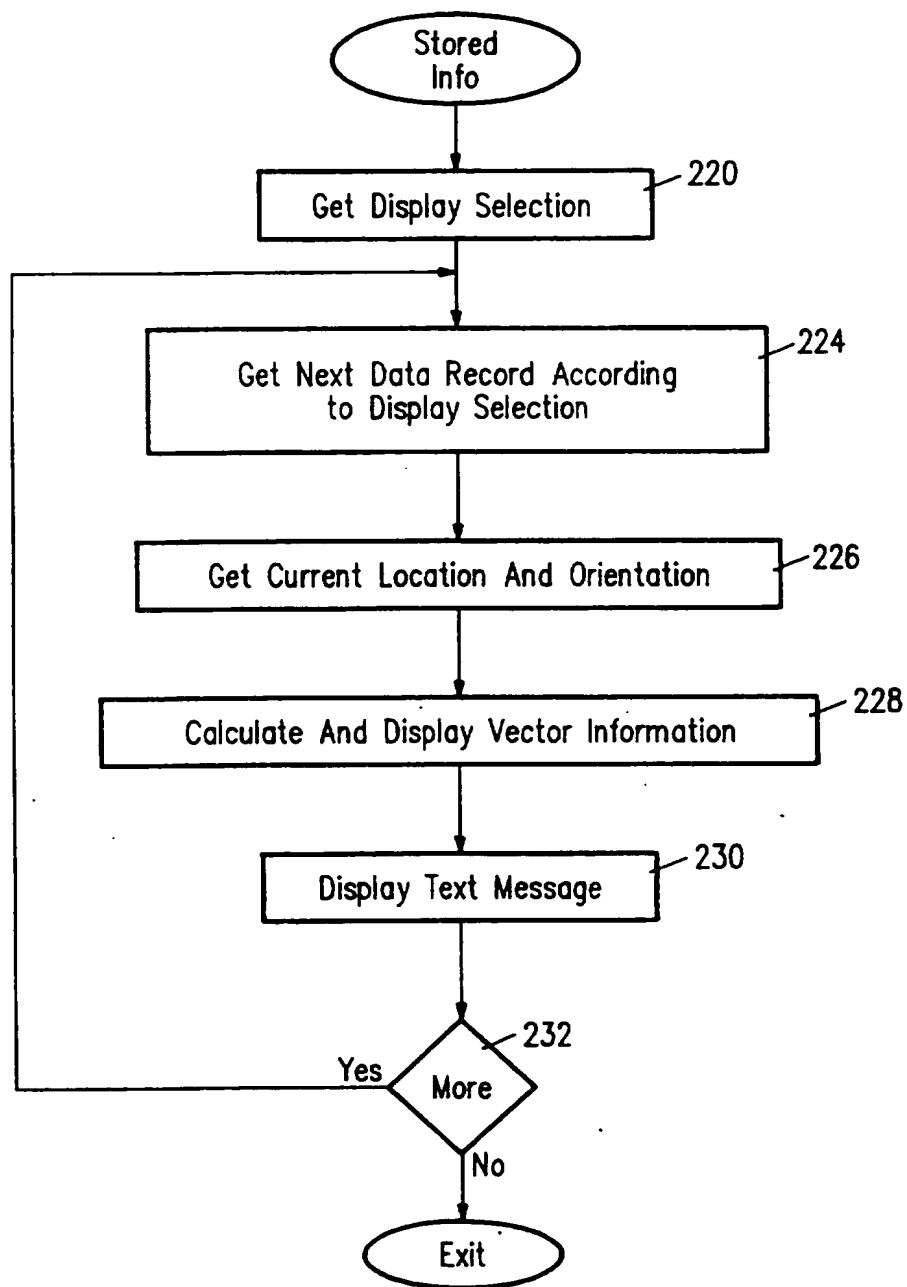 Stored
Info
220
Get Display Selection
224
Get Next Data Record According
to Display Selection
226
Get Current Location And Orientation
228
Calculate And Display Vector Information
230
Display Text Message
232
Yes
More
No
Exit